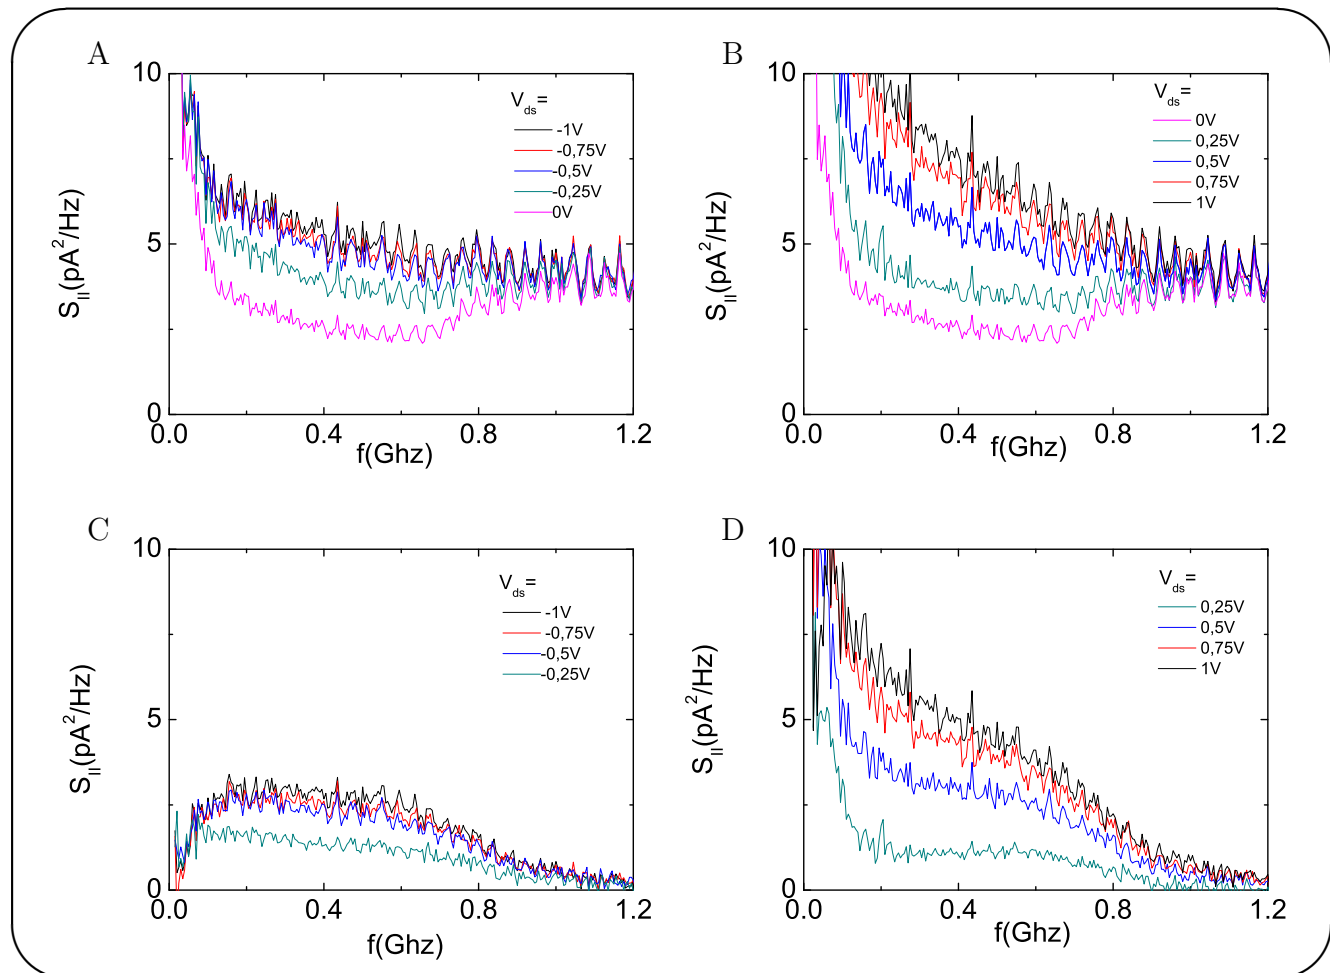 A
10
5
0
0.0
0.4
0.8
1.2
S_II(pA^2/Hz)
f(Ghz)
V_ds=
-1V
-0,75V
-0,5V
-0,25V
0V
B
10
5
0
0.0
0.4
0.8
1.2
S_II(pA^2/Hz)
f(Ghz)
V_ds=
0V
0,25V
0,5V
0,75V
1V
C
10
5
0
0.0
0.4
0.8
1.2
S_II(pA^2/Hz)
f(Ghz)
V_ds=
-1V
-0,75V
-0,5V
-0,25V
D
10
5
0
0.0
0.4
0.8
1.2
S_II(pA^2/Hz)
f(Ghz)
V_ds=
0,25V
0,5V
0,75V
1V